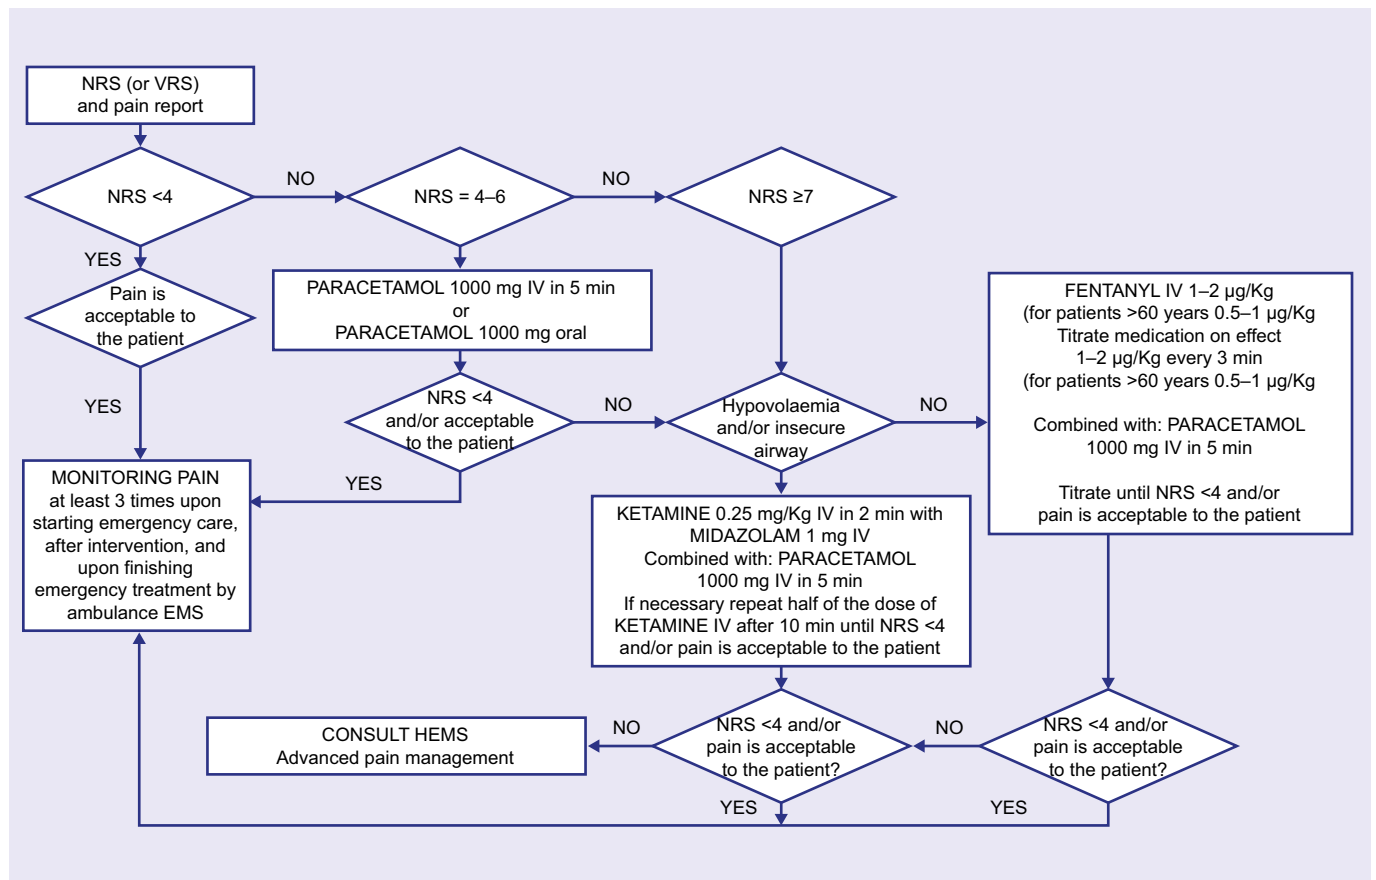 NRS (or VRS)
and pain report
NRS <4
NO
NRS = 4–6
NO
NRS ≥7
YES
Pain is
acceptable to
the patient
PARACETAMOL 1000 mg IV in 5 min
or
PARACETAMOL 1000 mg oral
FENTANYL IV 1–2 µg/Kg
(for patients >60 years 0.5–1 µg/Kg
Titrate medication on effect
1–2 µg/Kg every 3 min
(for patients >60 years 0.5–1 µg/Kg
Combined with: PARACETAMOL
1000 mg IV in 5 min
Titrate until NRS <4 and/or
pain is acceptable to the patient
YES
NRS <4
and/or acceptable
to the patient
NO
Hypovolaemia
and/or insecure
airway
NO
YES
MONITORING PAIN
at least 3 times upon
starting emergency care,
after intervention, and
upon finishing
emergency treatment by
ambulance EMS
KETAMINE 0.25 mg/Kg IV in 2 min with
MIDAZOLAM 1 mg IV
Combined with: PARACETAMOL
1000 mg IV in 5 min
If necessary repeat half of the dose of
KETAMINE IV after 10 min until NRS <4
and/or pain is acceptable to the patient
CONSULT HEMS
Advanced pain management
NO
NRS <4 and/or
pain is acceptable
to the patient?
NO
NRS <4 and/or
pain is acceptable
to the patient?
YES
YES